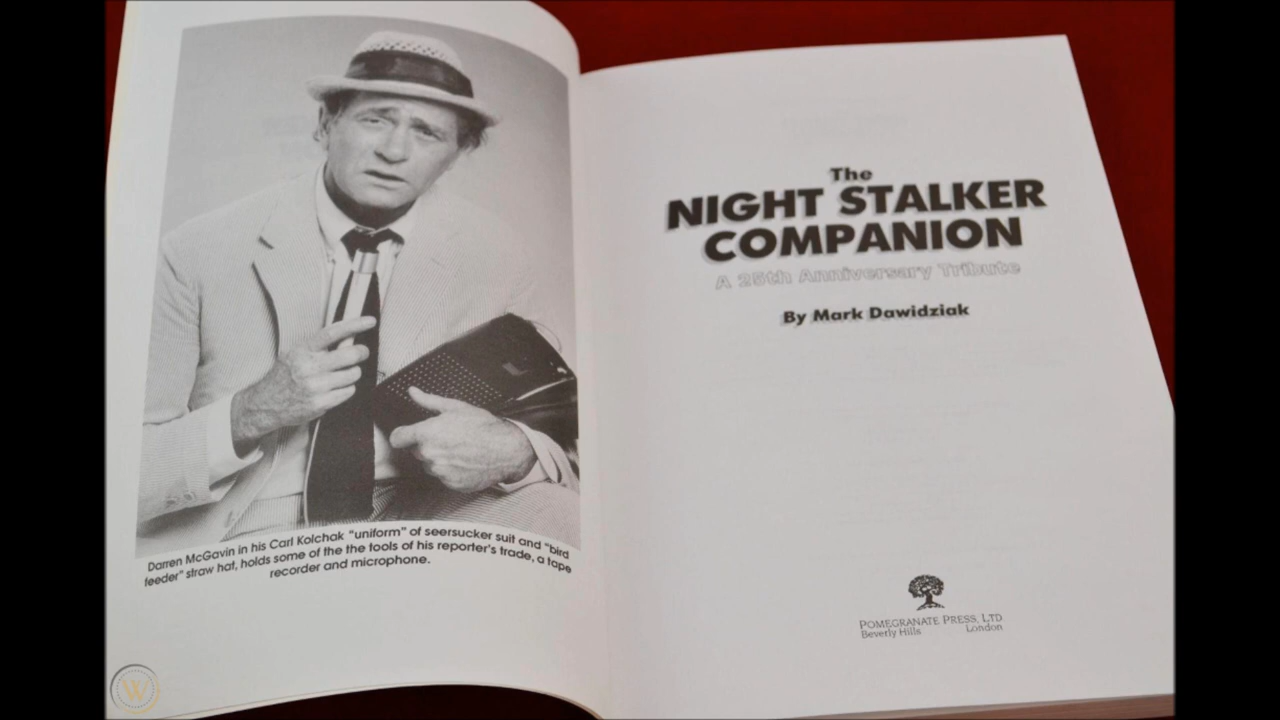 Darren McGavin in his Carl Kolchak "uniform" of seersucker suit and "bird
feeder" straw hat, holds some of the the tools of his reporter's trade, a tape
recorder and microphone.
The
NIGHT STALKER
COMPANION
A 25th Anniversary Tribute
By Mark Dawidziak
POMEGRANATE PRESS, LTD
Beverly Hills London
W